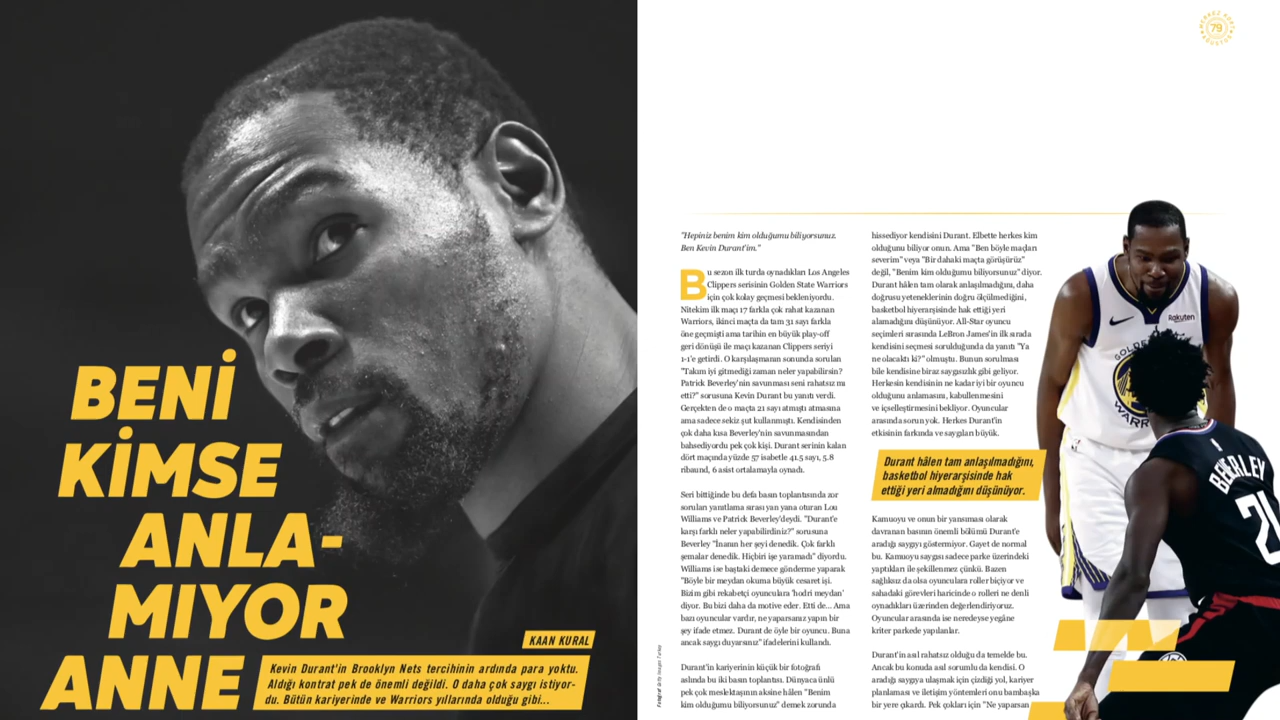 BENİ
KİMSE
ANLA-
MIYOR
ANNE
KAAN KURAL
Kevin Durant'in Brooklyn Nets tercihinin ardında para yoktu.
Aldığı kontrat pek de önemli değildi. O daha çok saygı istiyor-
du. Bütün kariyerinde ve Warriors yıllarında olduğu gibi...
79
"Hepiniz benim kim olduğumu biliyorsunuz.
Ben Kevin Durant'im."
Bu sezon ilk turda oynadıkları Los Angeles
Clippers serisinin Golden State Warriors
için çok kolay geçmesi bekleniyordu.
Nitekim ilk maçı 17 farkla çok rahat kazanan
Warriors, ikinci maçta da tam 31 sayı farkla
öne geçmişti ama tarihin en büyük play-off
geri dönüşü ile maçı kazanan Clippers seriyi
1-1'e getirdi. O karşılaşmanın sonunda sorulan
"Takım iyi gitmediği zaman neler yapabilirsin?
Patrick Beverley'nin savunması seni rahatsız mı
etti?" sorusuna Kevin Durant bu yanıtı verdi.
Gerçekten de o maçta 21 sayı atmıştı atmasına
ama sadece sekiz şut kullanmıştı. Kendisinden
çok daha kısa Beverley'nin savunmasından
bahsediyordu pek çok kişi. Durant serinin kalan
dört maçında yüzde 57 isabetle 41.5 sayı, 5.8
ribaund, 6 asist ortalamayla oynadı.
Seri bittiğinde bu defa basın toplantısında zor
soruları yanıtlama sırası yan yana oturan Lou
Williams ve Patrick Beverley'deydi. "Durant'e
karşı farklı neler yapabilirdiniz?" sorusuna
Beverley "İnanın her şeyi denedik. Çok farklı
şemalar denedik. Hiçbiri işe yaramadı" diyordu.
Williams ise baştaki demece gönderme yaparak
"Böyle bir meydan okuma büyük cesaret işi.
Bizim gibi rekabetçi oyunculara 'hodri meydan'
diyor. Bu bizi daha da motive eder. Etti de... Ama
bazı oyuncular vardır, ne yaparsanız yapın bir
şey ifade etmez. Durant de öyle bir oyuncu. Buna
ancak saygı duyarsınız" ifadelerini kullandı.
Durant'in kariyerinin küçük bir fotoğrafı
aslında bu iki basın toplantısı. Dünyaca ünlü
pek çok meslektaşının aksine hâlen "Benim
kim olduğumu biliyorsunuz" demek zorunda
Fotoğraf Getty Images Turkey
hissediyor kendisini Durant. Elbette herkes kim
olduğunu biliyor onun. Ama "Ben böyle maçları
severim" veya "Bir dahaki maçta görüşürüz"
değil, "Benim kim olduğumu biliyorsunuz" diyor.
Durant hâlen tam olarak anlaşılmadığını, daha
doğrusu yeteneklerinin doğru ölçülmediğini,
basketbol hiyerarşisinde hak ettiği yeri
alamadığını düşünüyor. All-Star oyuncu
seçimleri sırasında LeBron James'in ilk sırada
kendisini seçmesi sorulduğunda da yanıtı "Ya
ne olacaktı ki?" olmuştu. Bunun sorulması
bile kendisine biraz saygısızlık gibi geliyor.
Herkesin kendisinin ne kadar iyi bir oyuncu
olduğunu anlamasını, kabullenmesini
ve içselleştirmesini bekliyor. Oyuncular
arasında sorun yok. Herkes Durant'in
etkisinin farkında ve saygıları büyük.
Durant hâlen tam anlaşılmadığını,
basketbol hiyerarşisinde hak
ettiği yeri almadığını düşünüyor.
Kamuoyu ve onun bir yansıması olarak
davranan basının önemli bölümü Durant'e
aradığı saygıyı göstermiyor. Gayet de normal
bu. Kamuoyu saygısı sadece parke üzerindeki
yaptıkları ile şekillenmez çünkü. Bazen
sağlıksız da olsa oyunculara roller biçiyor ve
sahadaki görevleri haricinde o rolleri ne denli
oynadıkları üzerinden değerlendiriyoruz.
Oyuncular arasında ise neredeyse yegâne
kriter parkede yapılanlar.
Durant'in asıl rahatsız olduğu da temelde bu.
Ancak bu konuda asıl sorumlu da kendisi. O
aradığı saygıya ulaşmak için çizdiği yol, kariyer
planlaması ve iletişim yöntemleri onu bambaşka
bir yere çıkardı. Pek çokları için "Ne yaparsan
Rakuten
GOLDEN
WARR
BEVERLEY
21